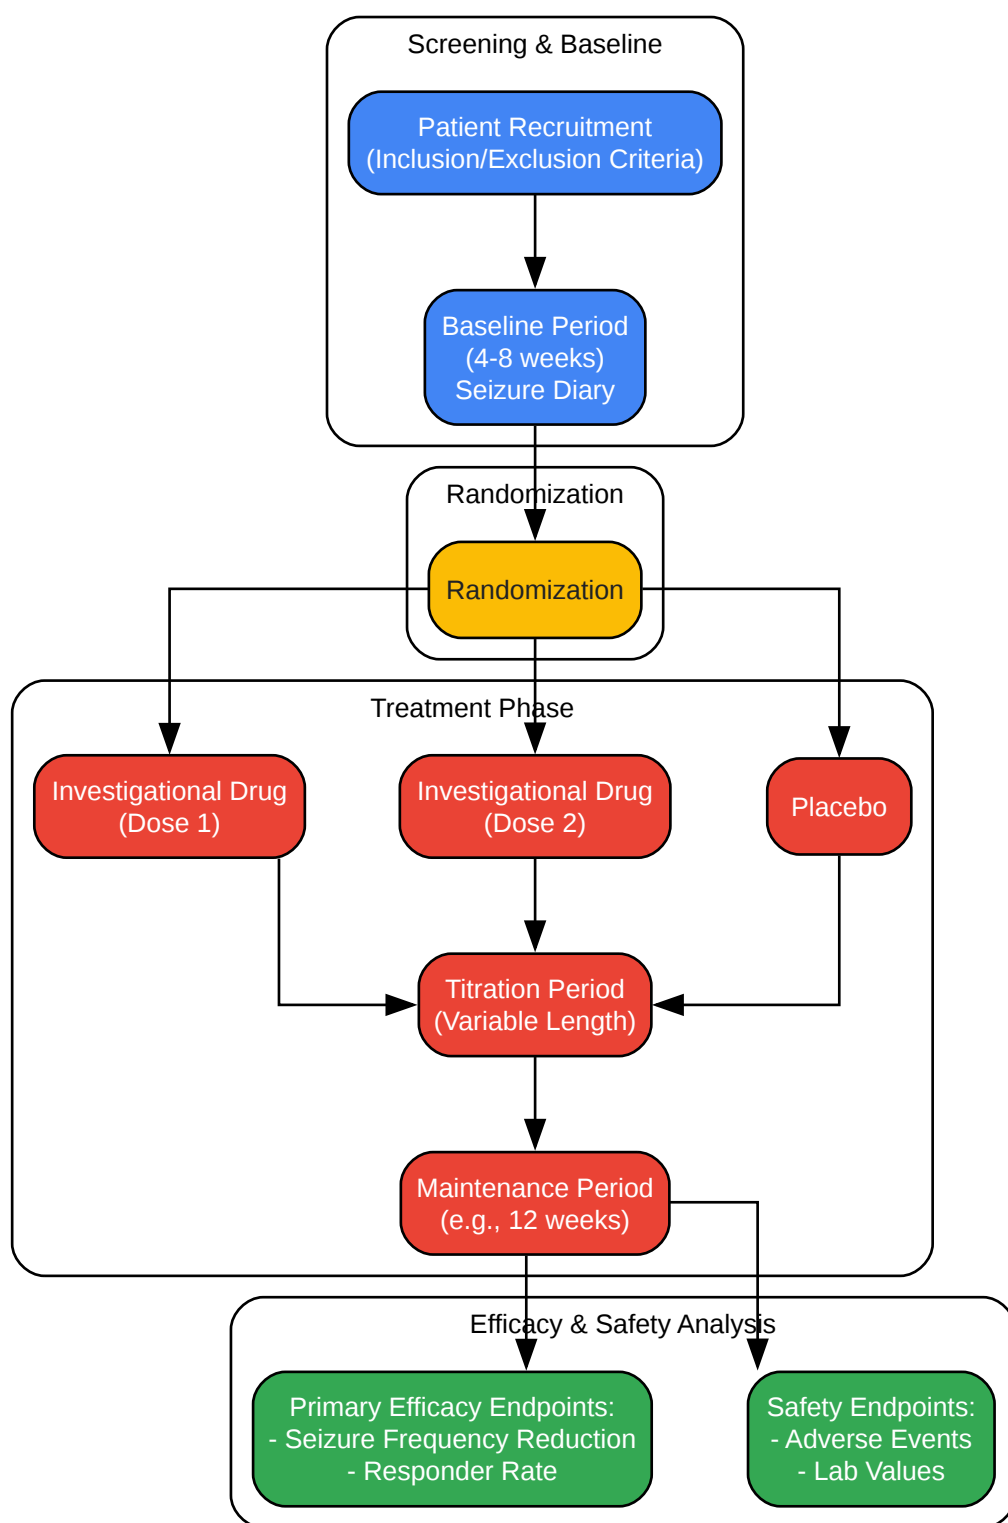 Screening & Baseline
Patient Recruitment
(Inclusion/Exclusion Criteria)
Baseline Period
(4-8 weeks)
Seizure Diary
Randomization
Randomization
Treatment Phase
Investigational Drug
(Dose 1)
Investigational Drug
(Dose 2)
Placebo
Titration Period
(Variable Length)
Maintenance Period
(e.g., 12 weeks)
Efficacy & Safety Analysis
Primary Efficacy Endpoints:
- Seizure Frequency Reduction
- Responder Rate
Safety Endpoints:
- Adverse Events
- Lab Values